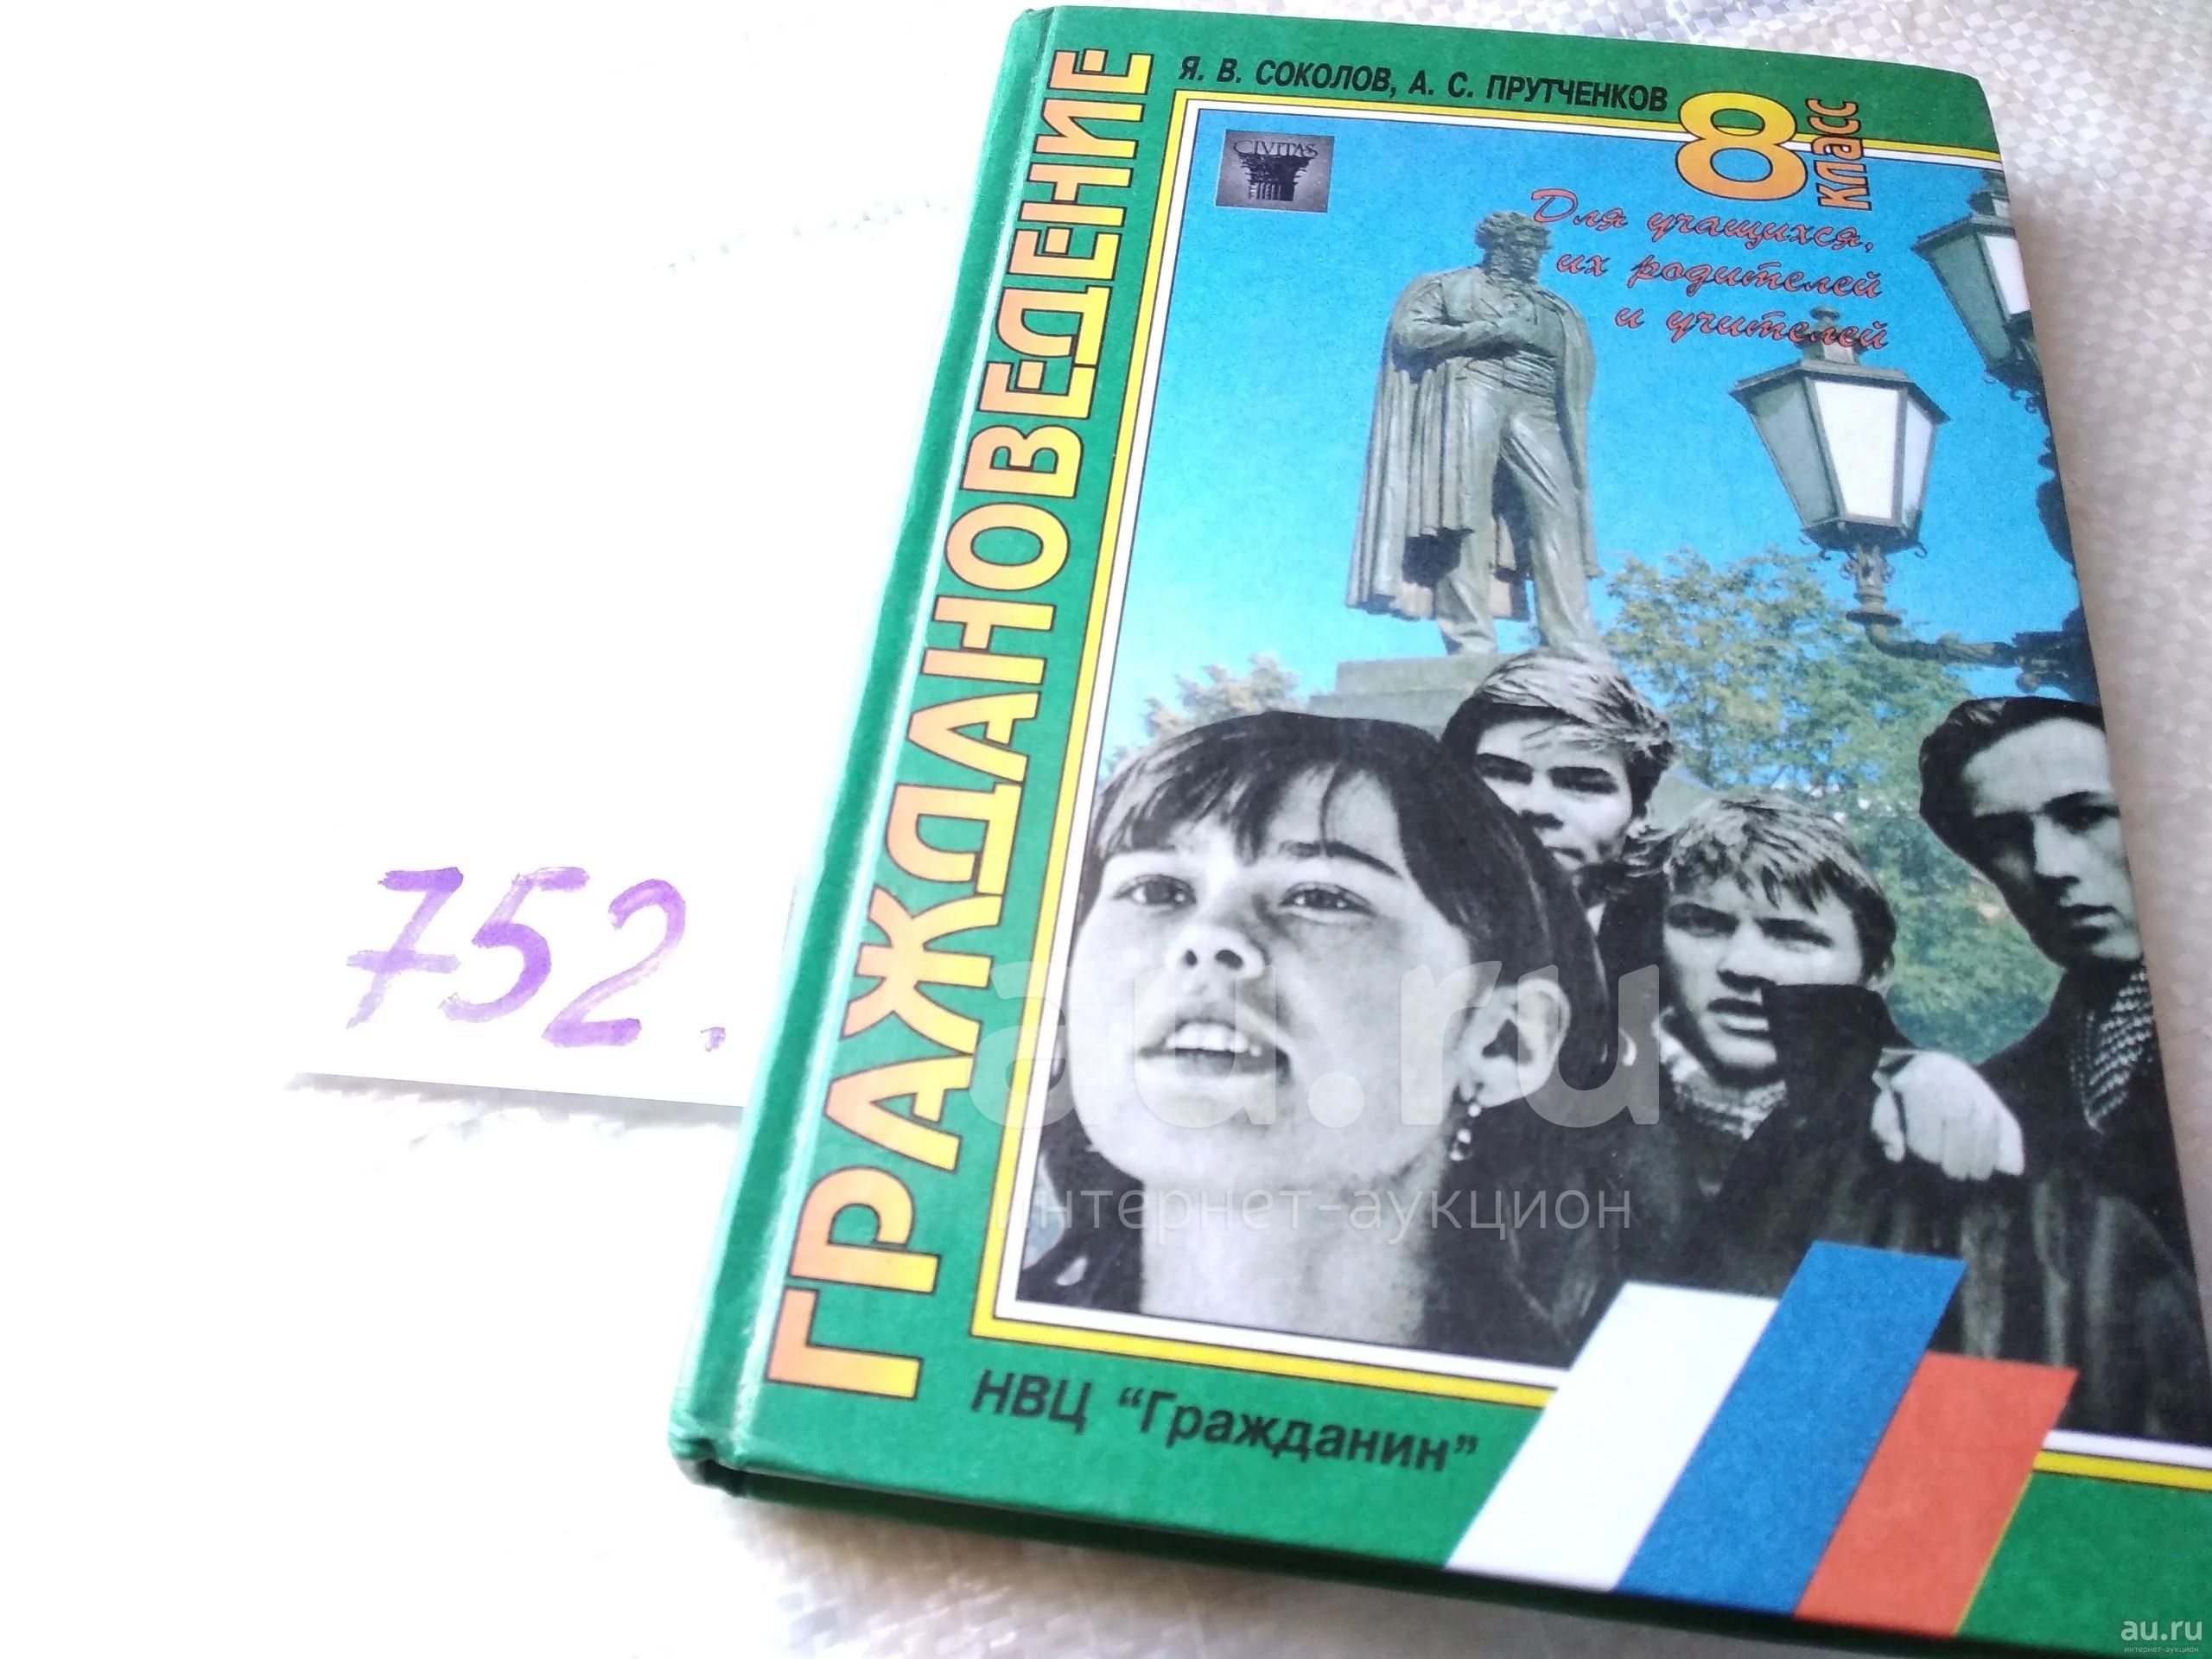 Я. В. СОКОЛОВ, А. С. ПРУТЧЕНКОВ
8 класс
CIVITAS
Для учащихся,
их родителей
и учителей
ГРАЖДАНОВЕДЕНИЕ
752.
au.ru
интернет-аукцион
НВЦ "Гражданин"
au.ru
интернет-аукцион